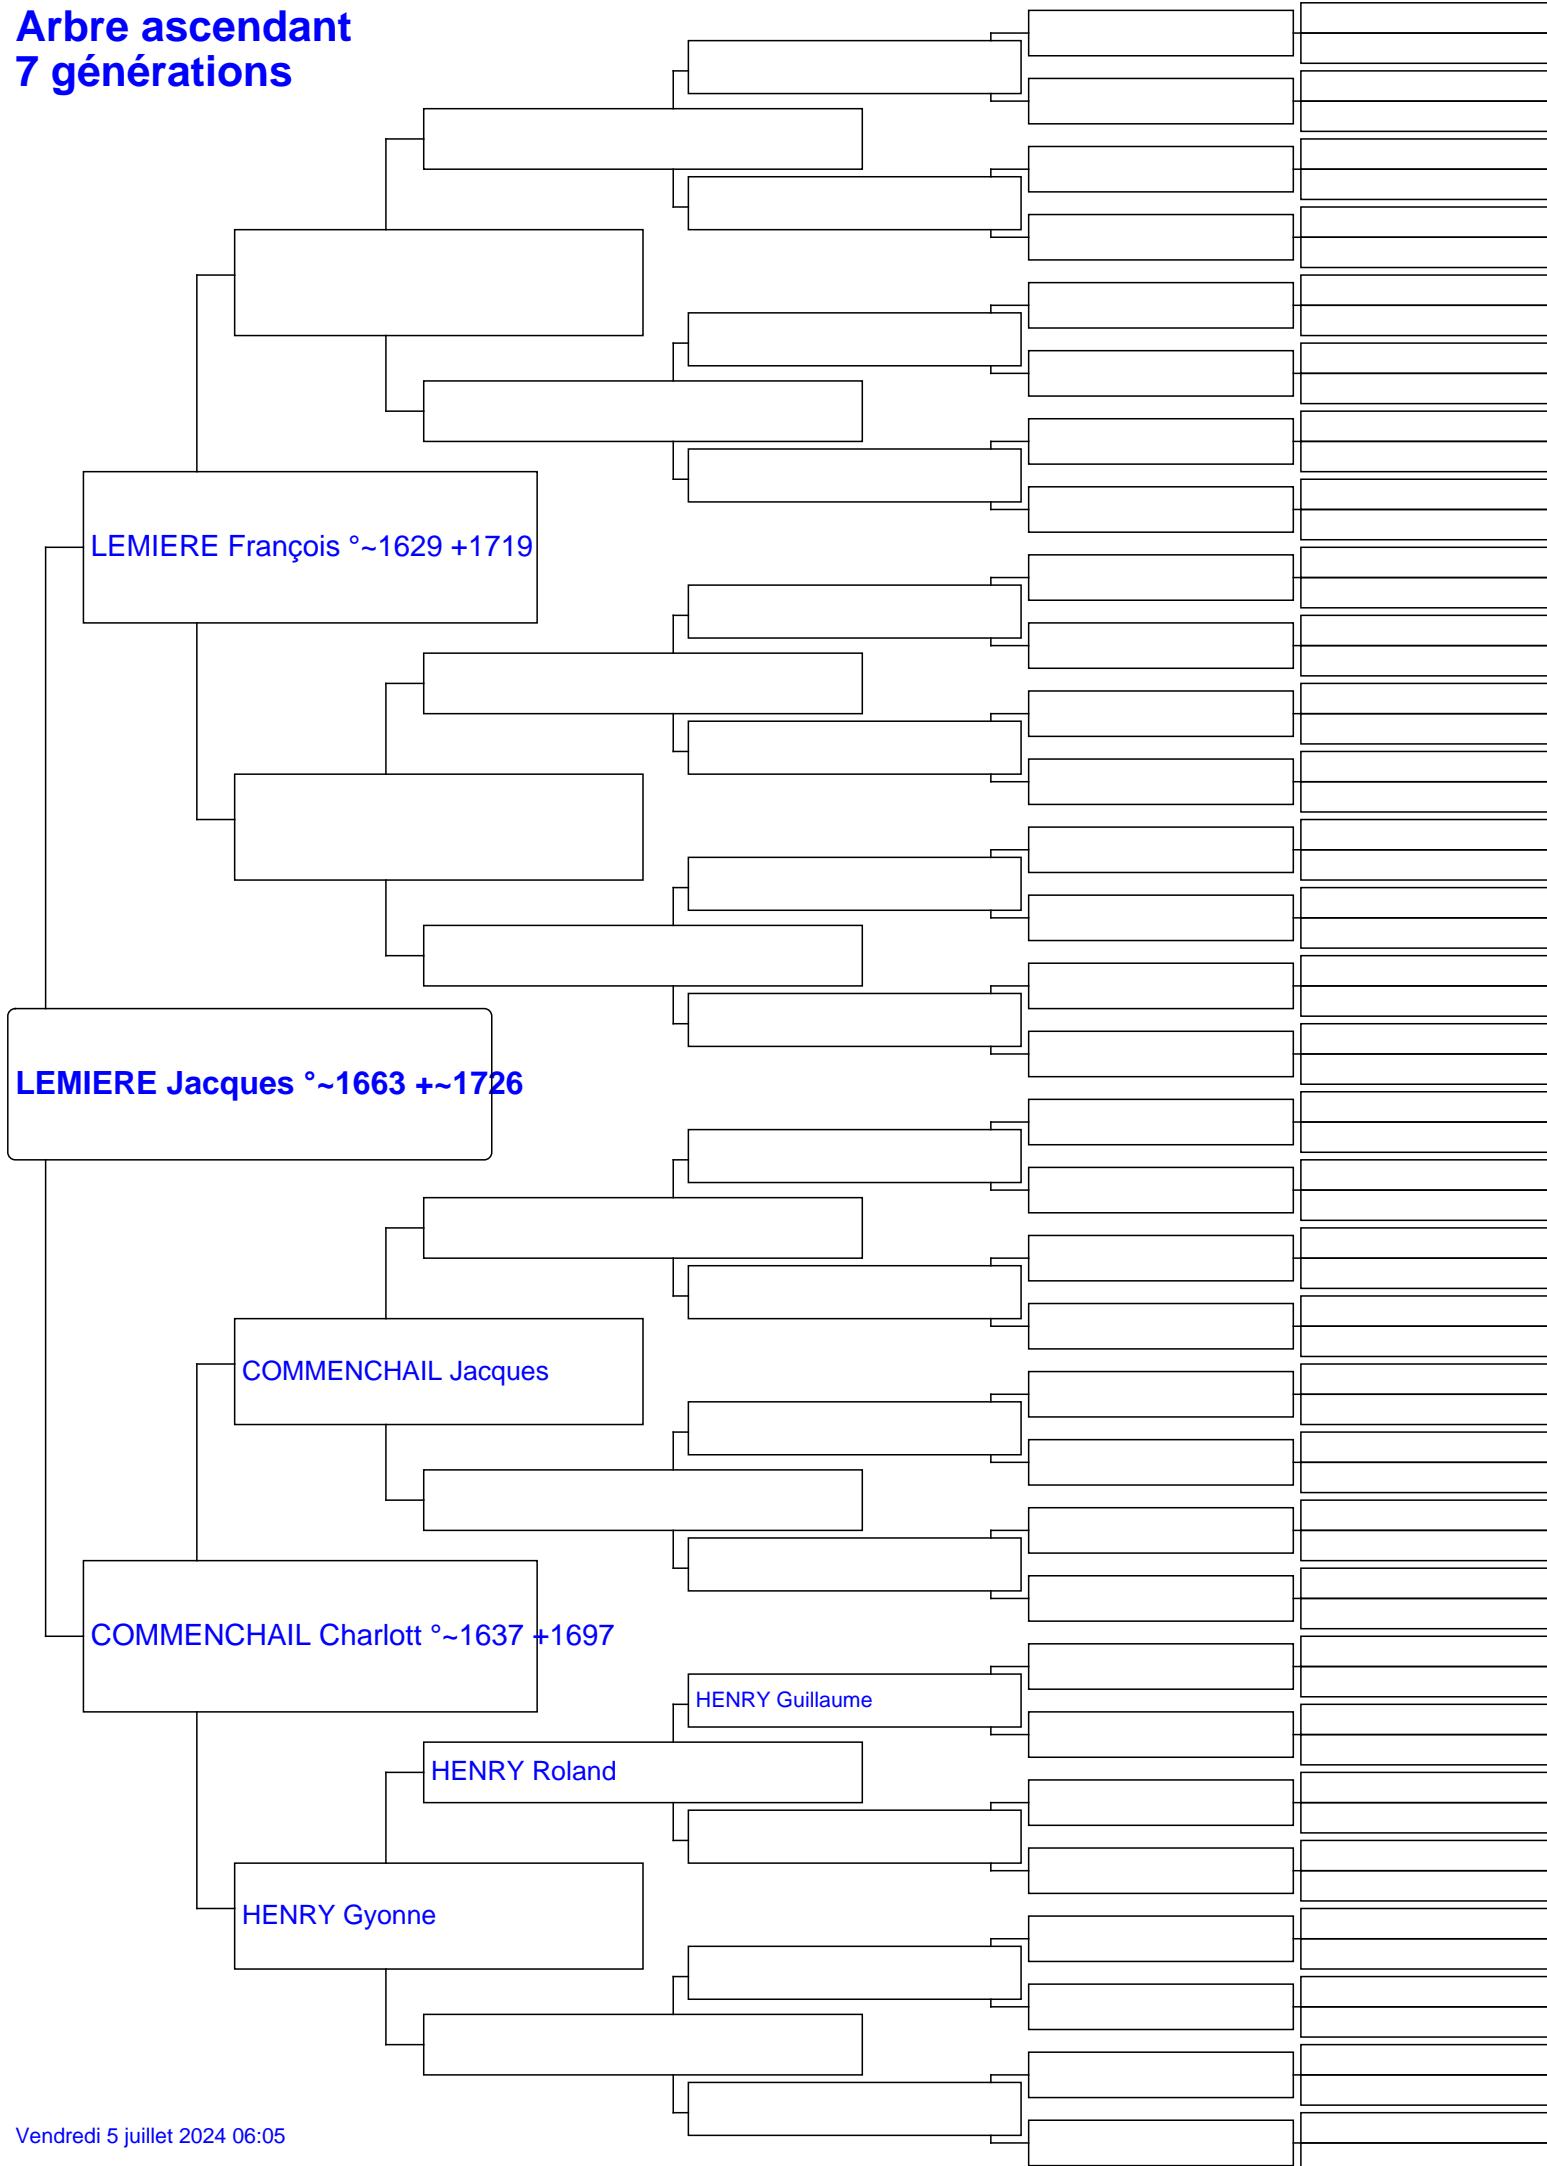 Arbre ascendant
7 générations
LEMIERE François °~1629 +1719
LEMIERE Jacques °~1663 +~1726
COMMENCHAIL Jacques
COMMENCHAIL Charlott °~1637 +1697
HENRY Guillaume
HENRY Roland
HENRY Gyonne
Vendredi 5 juillet 2024 06:05